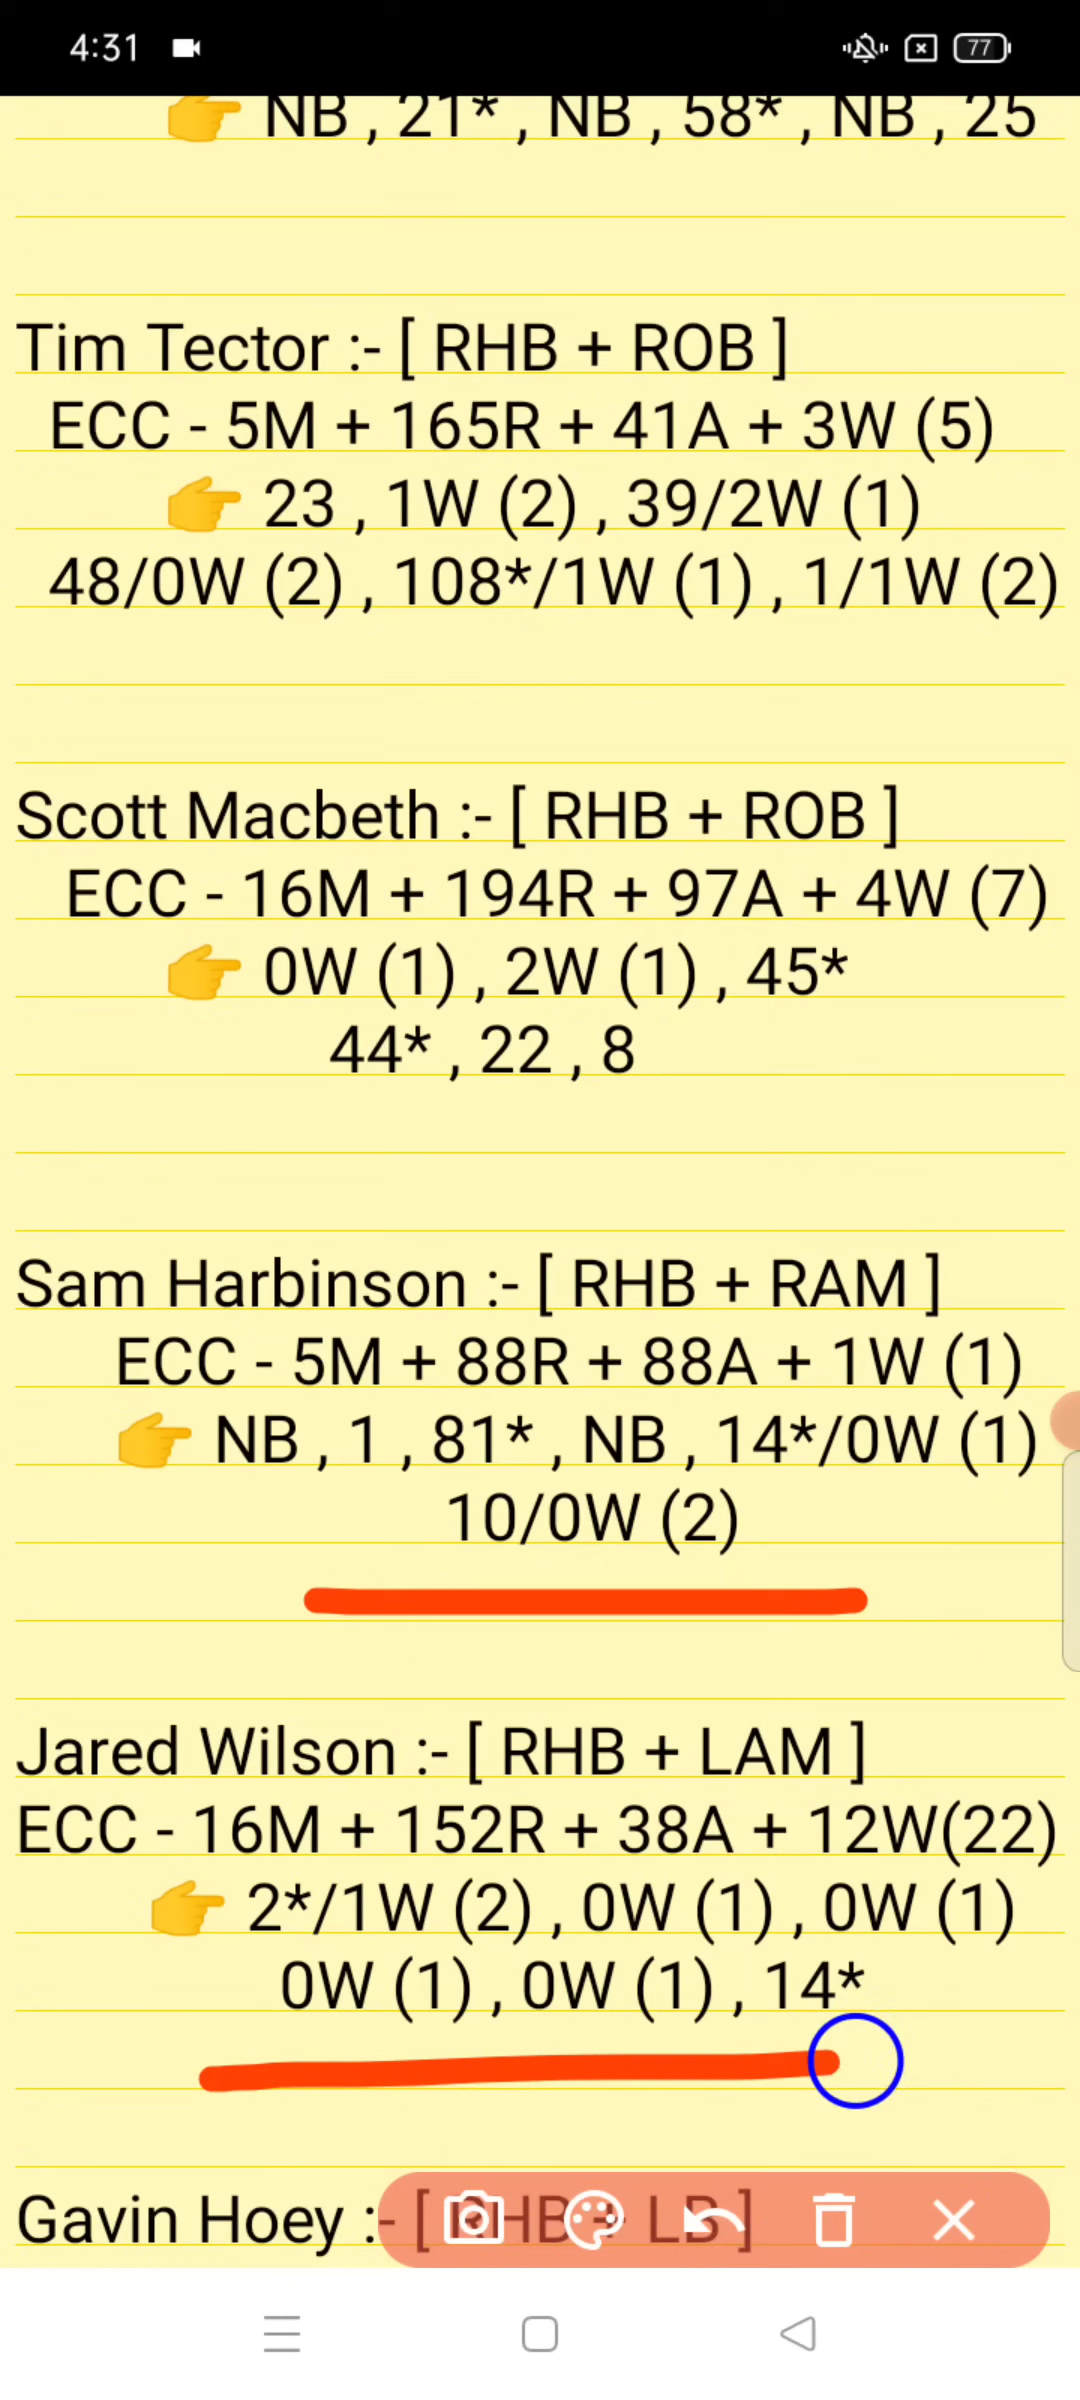 4:31
77
👉 NB , 21* , NB , 58* , NB , 25
Tim Tector :- [ RHB + ROB ]
ECC - 5M + 165R + 41A + 3W (5)
👉 23 , 1W (2) , 39/2W (1)
48/0W (2) , 108*/1W (1) , 1/1W (2)
Scott Macbeth :- [ RHB + ROB ]
ECC - 16M + 194R + 97A + 4W (7)
👉 0W (1) , 2W (1) , 45*
44* , 22 , 8
Sam Harbinson :- [ RHB + RAM ]
ECC - 5M + 88R + 88A + 1W (1)
👉 NB , 1 , 81* , NB , 14*/0W (1)
10/0W (2)
Jared Wilson :- [ RHB + LAM ]
ECC - 16M + 152R + 38A + 12W(22)
👉 2*/1W (2) , 0W (1) , 0W (1)
0W (1) , 0W (1) , 14*
Gavin Hoey :- [ RHB + LB ]